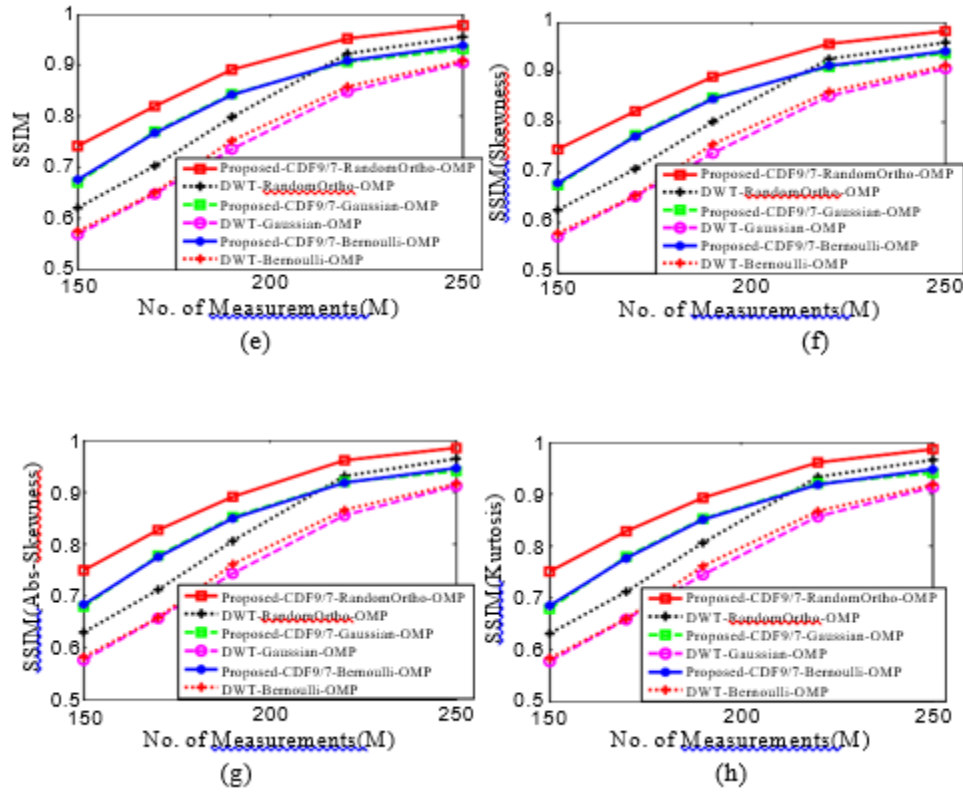 SSIM
1
0.9
0.8
0.7
0.6
0.5
150
200
250
Proposed-CDF9/7-RandomOrtho-OMP
DWT-RandomOrtho-OMP
Proposed-CDF9/7-Gaussian-OMP
DWT-Gaussian-OMP
Proposed-CDF9/7-Bernoulli-OMP
DWT-Bernoulli-OMP
No. of Measurements(M)
(e)
SSIM(Skewness)
1
0.9
0.8
0.7
0.6
0.5
150
200
250
Proposed-CDF9/7-RandomOrtho-OMP
DWT-RandomOrtho-OMP
Proposed-CDF9/7-Gaussian-OMP
DWT-Gaussian-OMP
Proposed-CDF9/7-Bernoulli-OMP
DWT-Bernoulli-OMP
No. of Measurements(M)
(f)
SSIM(Abs-Skewness)
1
0.9
0.8
0.7
0.6
0.5
150
200
250
Proposed-CDF9/7-RandomOrtho-OMP
DWT-RandomOrtho-OMP
Proposed-CDF9/7-Gaussian-OMP
DWT-Gaussian-OMP
Proposed-CDF9/7-Bernoulli-OMP
DWT-Bernoulli-OMP
No. of Measurements(M)
(g)
SSIM(Kurtosis)
1
0.9
0.8
0.7
0.6
0.5
150
200
250
Proposed-CDF9/7-RandomOrtho-OMP
DWT-RandomOrtho-OMP
Proposed-CDF9/7-Gaussian-OMP
DWT-Gaussian-OMP
Proposed-CDF9/7-Bernoulli-OMP
DWT-Bernoulli-OMP
No. of Measurements(M)
(h)